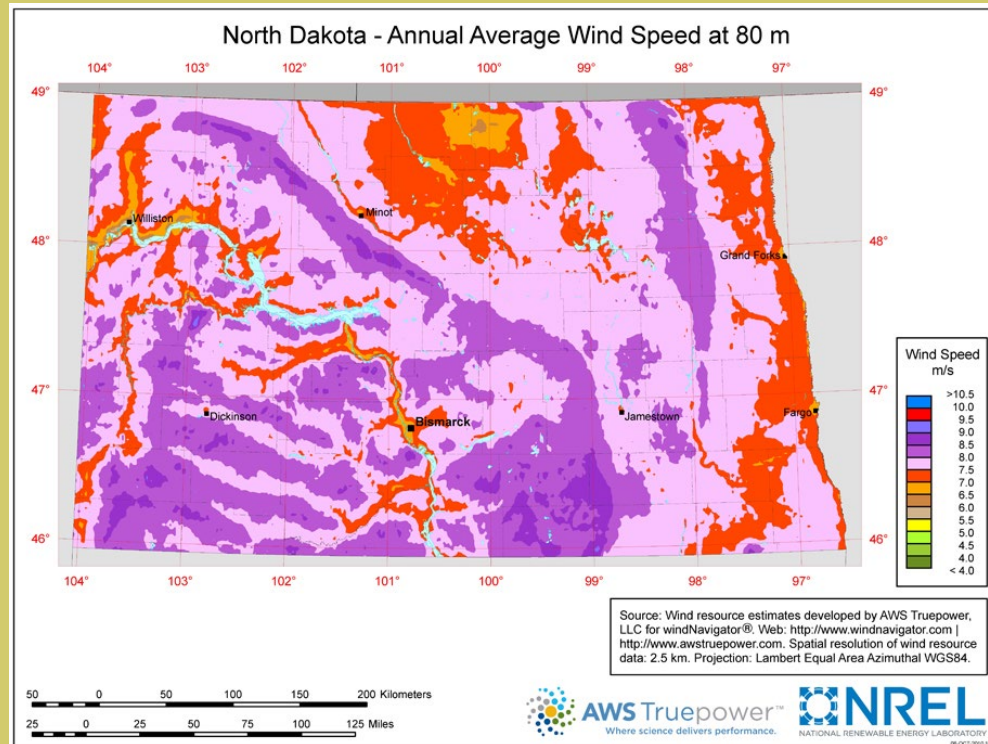 North Dakota - Annual Average Wind Speed at 80 m
104° 103° 102° 101° 100° 99° 98° 97°
49° 49°
Williston
Minot
48° 48°
Grand Forks
47° 47°
Dickinson
Bismarck
Jamestown
Fargo
46° 46°
104° 103° 102° 101° 100° 99° 98° 97°
Wind Speed
m/s
>10.5
10.0
9.5
9.0
8.5
8.0
7.5
7.0
6.5
6.0
5.5
5.0
4.5
4.0
< 4.0
Source: Wind resource estimates developed by AWS Truepower,
LLC for windNavigator®. Web: http://www.windnavigator.com |
http://www.awstruepower.com. Spatial resolution of wind resource
data: 2.5 km. Projection: Lambert Equal Area Azimuthal WGS84.
50 0 50 100 150 200 Kilometers
25 0 25 50 75 100 125 Miles
AWS Truepower™
Where science delivers performance.
NREL
NATIONAL RENEWABLE ENERGY LABORATORY